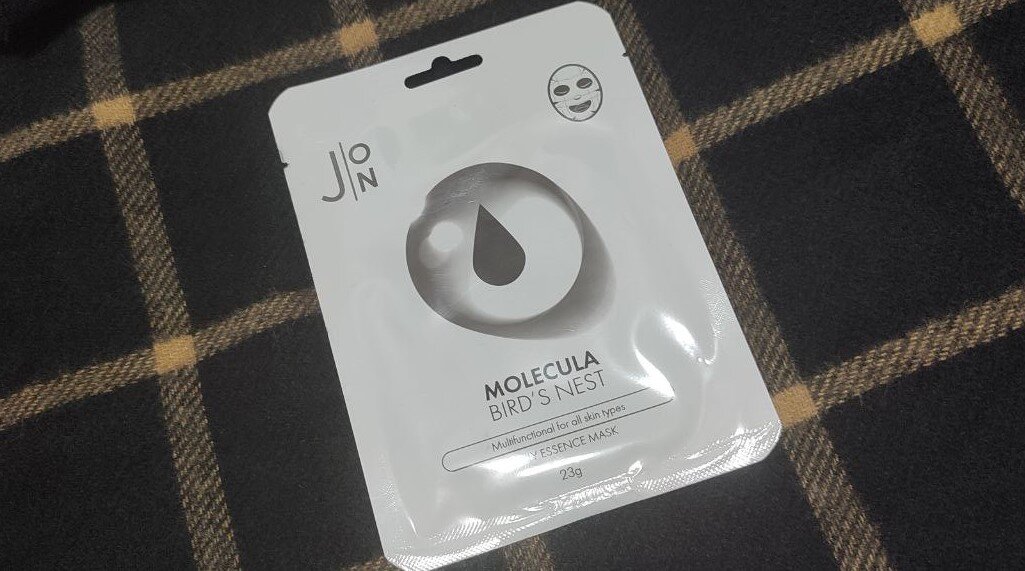 J|ON
MOLECULA
BIRD'S NEST
Multifunctional for all skin types
ESSENCE MASK
23g